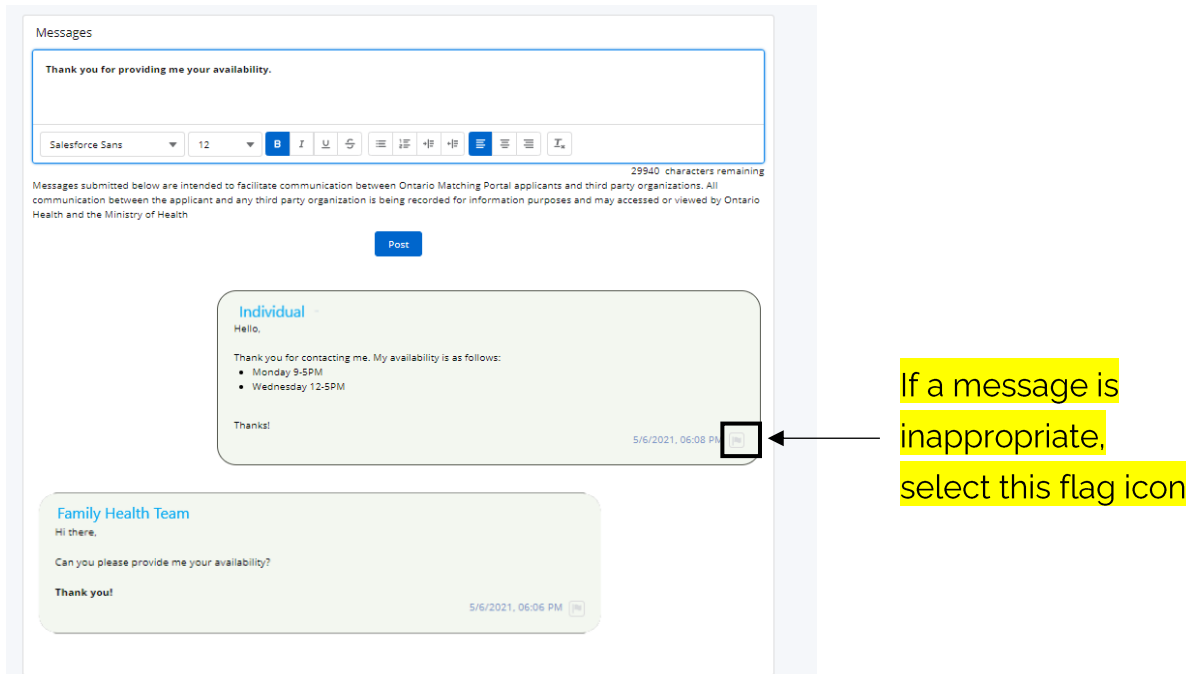 Messages
Thank you for providing me your availability.
Salesforce Sans 12 B I U S
29940 characters remaining
Messages submitted below are intended to facilitate communication between Ontario Matching Portal applicants and third party organizations. All
communication between the applicant and any third party organization is being recorded for information purposes and may accessed or viewed by Ontario
Health and the Ministry of Health
Post
Individual
Hello,
Thank you for contacting me. My availability is as follows:
• Monday 9-5PM
• Wednesday 12-5PM
Thanks!
5/6/2021, 06:08 PM
If a message is
inappropriate,
select this flag icon
Family Health Team
Hi there,
Can you please provide me your availability?
Thank you!
5/6/2021, 06:06 PM